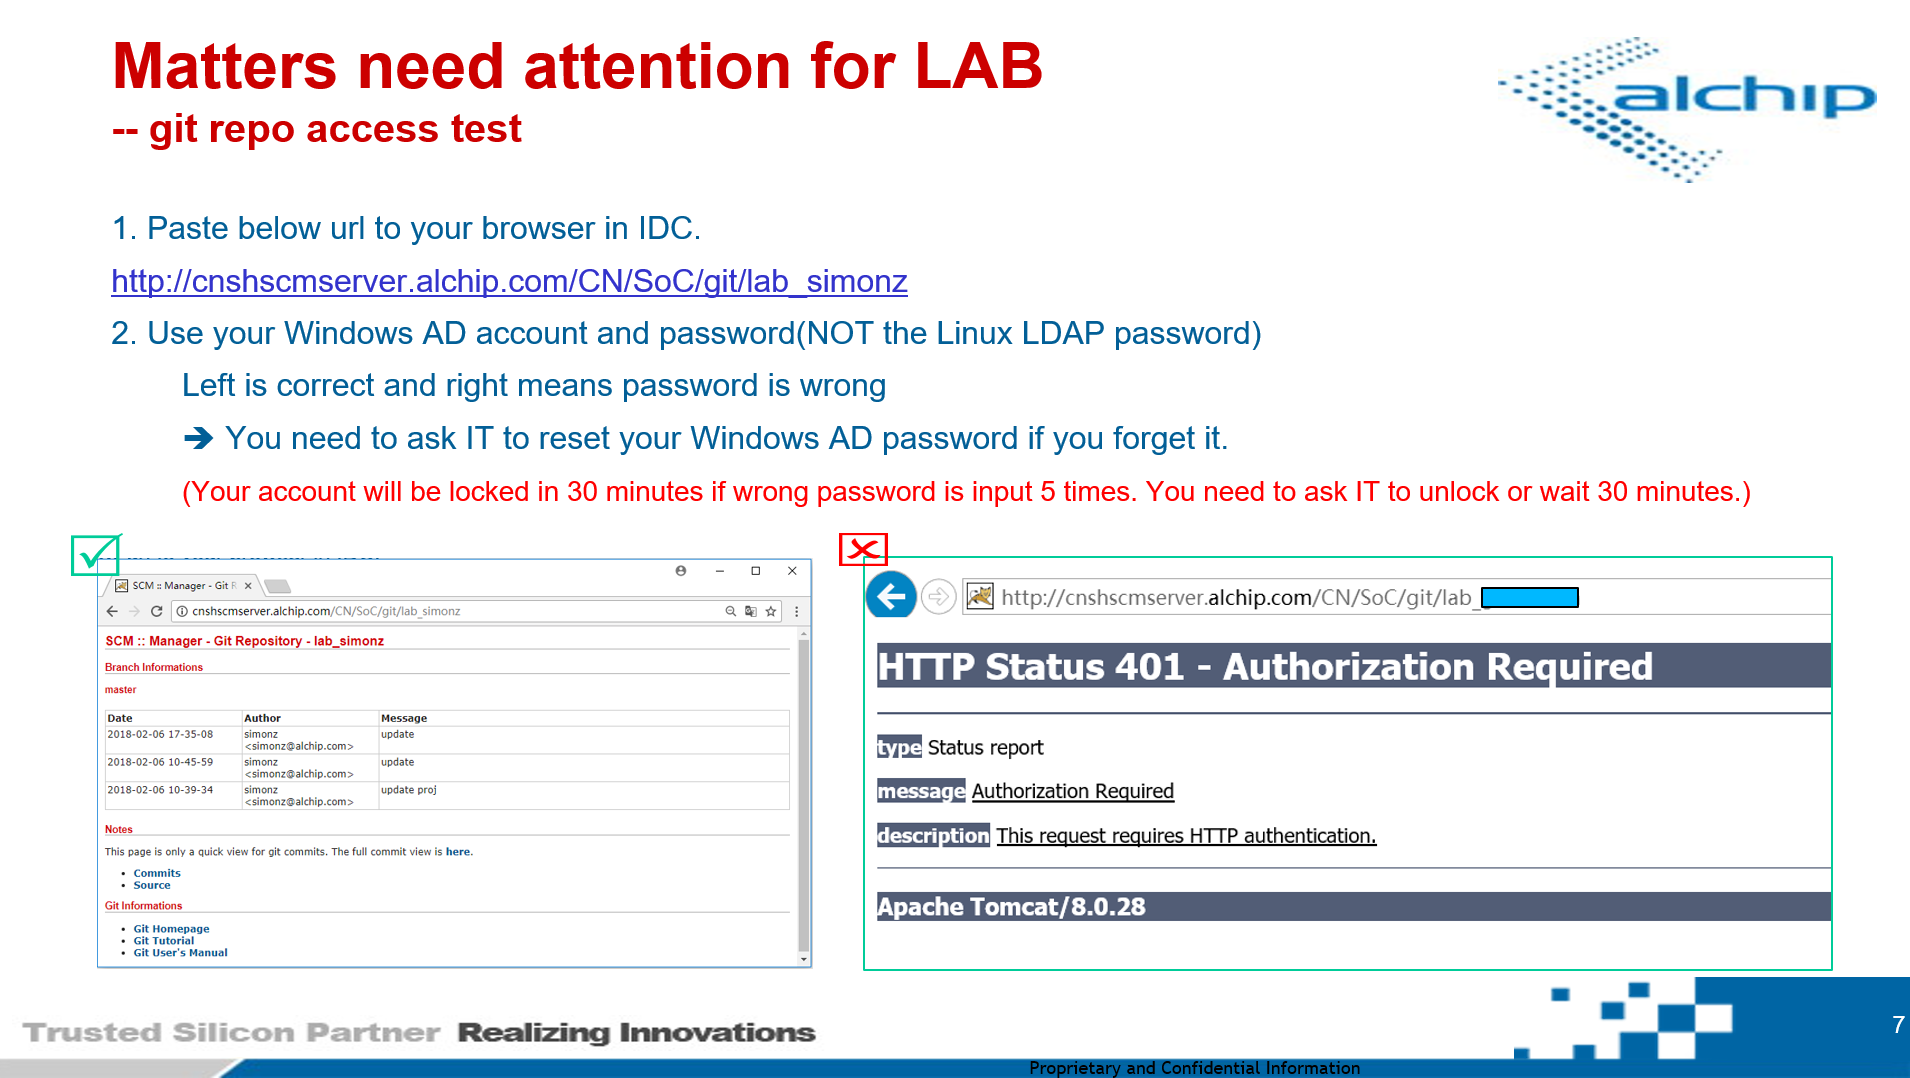 Matters need attention for LAB
-- git repo access test
alchip
1. Paste below url to your browser in IDC.
http://cnshscmserver.alchip.com/CN/SoC/git/lab_simonz
2. Use your Windows AD account and password(NOT the Linux LDAP password)
Left is correct and right means password is wrong
➔ You need to ask IT to reset your Windows AD password if you forget it.
(Your account will be locked in 30 minutes if wrong password is input 5 times. You need to ask IT to unlock or wait 30 minutes.)
SCM :: Manager - Git R
cnshscmserver.alchip.com/CN/SoC/git/lab_simonz
SCM :: Manager - Git Repository - lab_simonz
Branch Informations
master
Date Author Message
2018-02-06 17-35-08 simonz <simonz@alchip.com> update
2018-02-06 10-45-59 simonz <simonz@alchip.com> update
2018-02-06 10-39-34 simonz <simonz@alchip.com> update proj
Notes
This page is only a quick view for git commits. The full commit view is here.
• Commits
• Source
Git Informations
• Git Homepage
• Git Tutorial
• Git User's Manual
http://cnshscmserver.alchip.com/CN/SoC/git/lab_
HTTP Status 401 - Authorization Required
type Status report
message Authorization Required
description This request requires HTTP authentication.
Apache Tomcat/8.0.28
Trusted Silicon Partner Realizing Innovations
7
Proprietary and Confidential Information